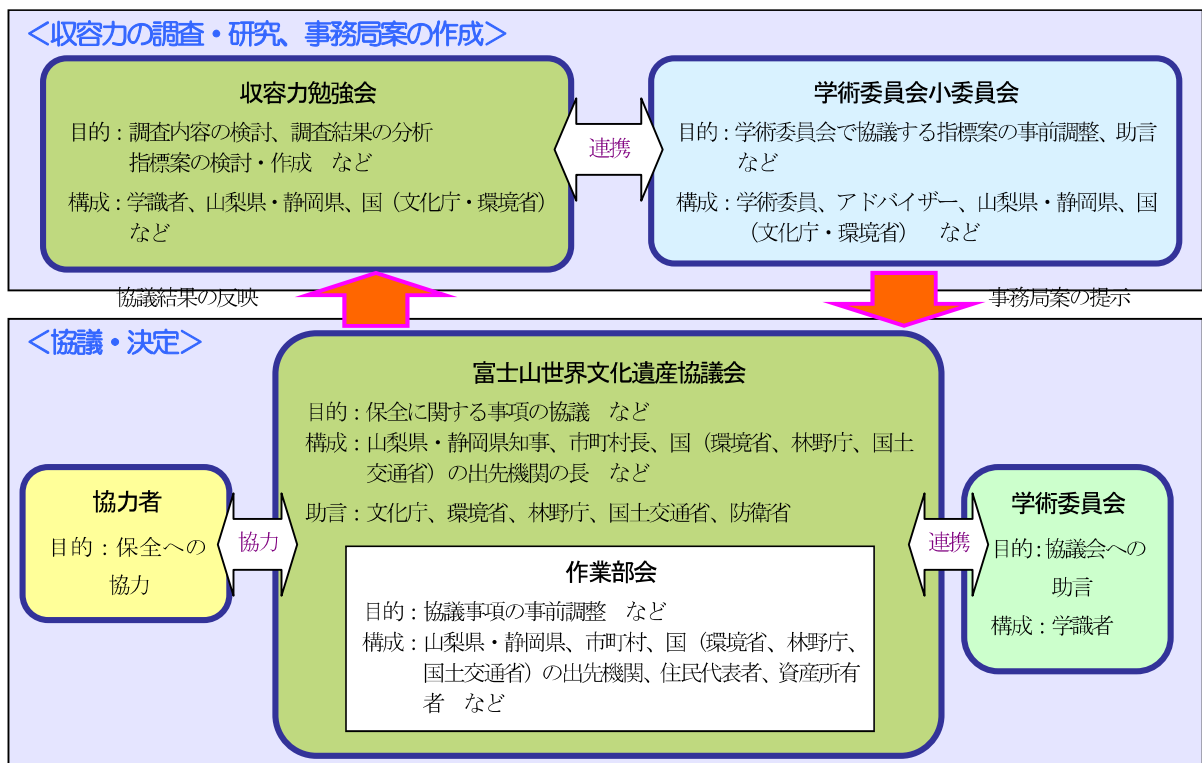 ＜収容力の調査・研究、事務局案の作成＞
収容力勉強会
目的：調査内容の検討、調査結果の分析
指標案の検討・作成　など
構成：学識者、山梨県・静岡県、国（文化庁・環境省）
など
連携
学術委員会小委員会
目的：学術委員会で協議する指標案の事前調整、助言
など
構成：学術委員、アドバイザー、山梨県・静岡県、国
（文化庁・環境省）　など
協議結果の反映
事務局案の提示
＜協議・決定＞
富士山世界文化遺産協議会
目的：保全に関する事項の協議　など
構成：山梨県・静岡県知事、市町村長、国（環境省、林野庁、国土
交通省）の出先機関の長　など
助言：文化庁、環境省、林野庁、国土交通省、防衛省
作業部会
目的：協議事項の事前調整　など
構成：山梨県・静岡県、市町村、国（環境省、林野庁、
国土交通省）の出先機関、住民代表者、資産所有
者　など
協力者
目的：保全への
協力
協力
連携
学術委員会
目的：協議会への
助言
構成：学識者